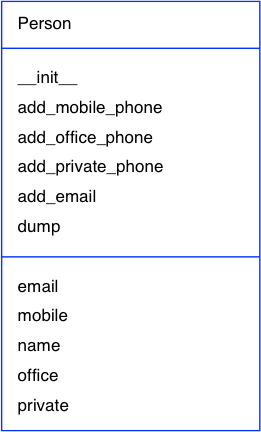 Person
__init__
add_mobile_phone
add_office_phone
add_private_phone
add_email
dump
email
mobile
name
office
private